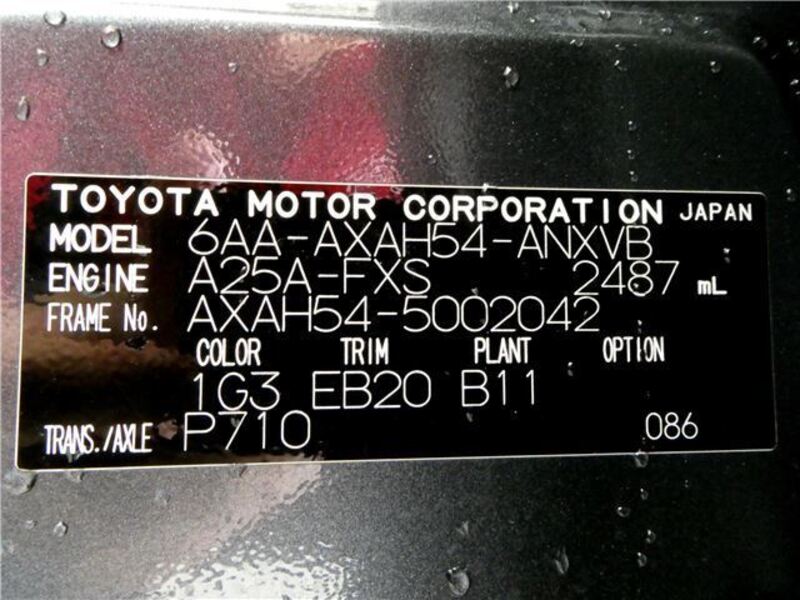 TOYOTA MOTOR CORPORATION JAPAN
MODEL 6AA-AXAH54-ANXVB
ENGINE A25A-FXS 2487 mL
FRAME No. AXAH54-5002042
COLOR TRIM PLANT OPTION
1G3 EB20 B11
TRANS./AXLE P710 086